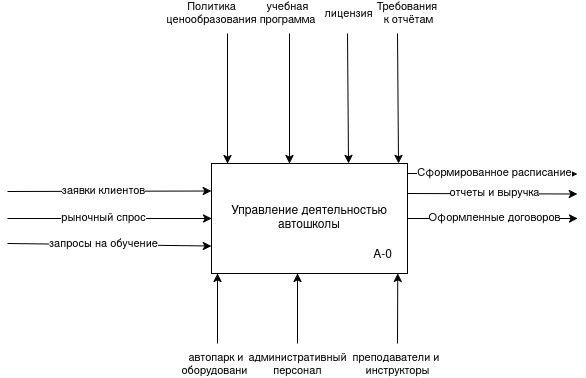 Политика
ценообразования
учебная
программа
лицензия
Требования
к отчётам
заявки клиентов
рыночный спрос
запросы на обучение
Управление деятельностью
автошколы
А-0
Сформированное расписание
отчеты и выручка
Оформленные договоров
автопарк и
оборудовани
административный
персонал
преподаватели и
инструкторы